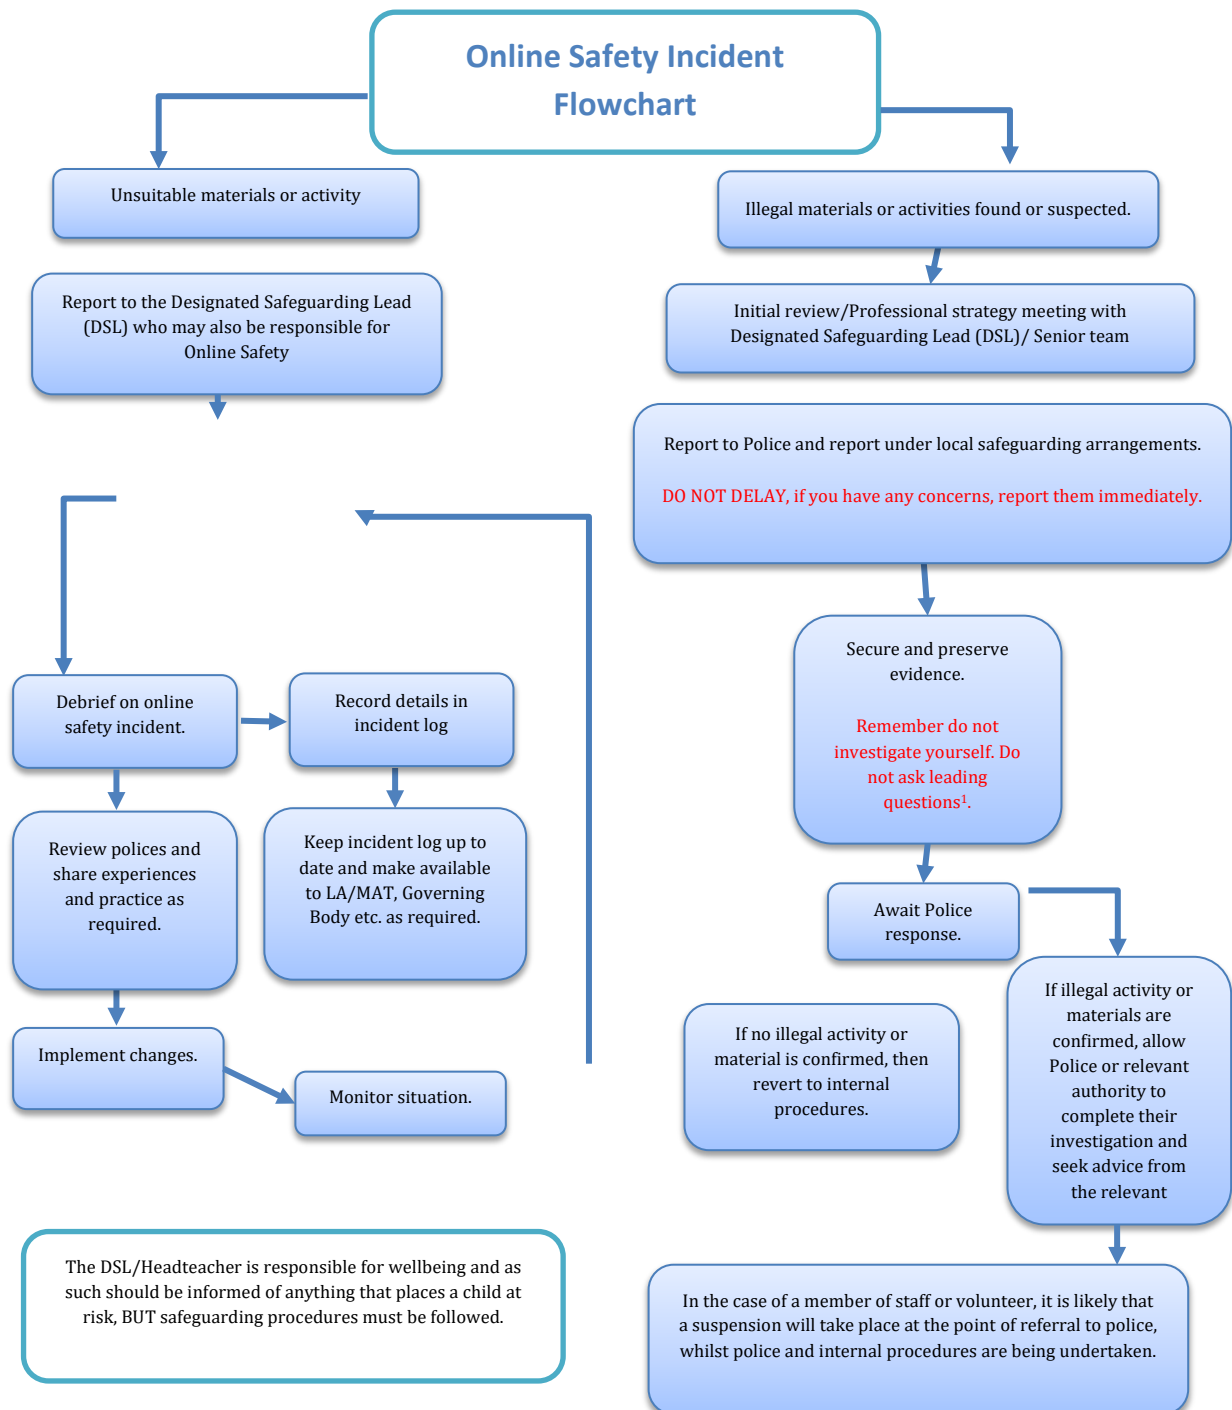 Online Safety Incident
Flowchart
Unsuitable materials or activity
Report to the Designated Safeguarding Lead
(DSL) who may also be responsible for
Online Safety
Debrief on online
safety incident.
Record details in
incident log
Review polices and
share experiences
and practice as
required.
Keep incident log up to
date and make available
to LA/MAT, Governing
Body etc. as required.
Implement changes.
Monitor situation.
The DSL/Headteacher is responsible for wellbeing and as
such should be informed of anything that places a child at
risk, BUT safeguarding procedures must be followed.
Illegal materials or activities found or suspected.
Initial review/Professional strategy meeting with
Designated Safeguarding Lead (DSL)/ Senior team
Report to Police and report under local safeguarding arrangements.
DO NOT DELAY, if you have any concerns, report them immediately.
Secure and preserve
evidence.
Remember do not
investigate yourself. Do
not ask leading
questions¹.
Await Police
response.
If no illegal activity or
material is confirmed, then
revert to internal
procedures.
If illegal activity or
materials are
confirmed, allow
Police or relevant
authority to
complete their
investigation and
seek advice from
the relevant
In the case of a member of staff or volunteer, it is likely that
a suspension will take place at the point of referral to police,
whilst police and internal procedures are being undertaken.